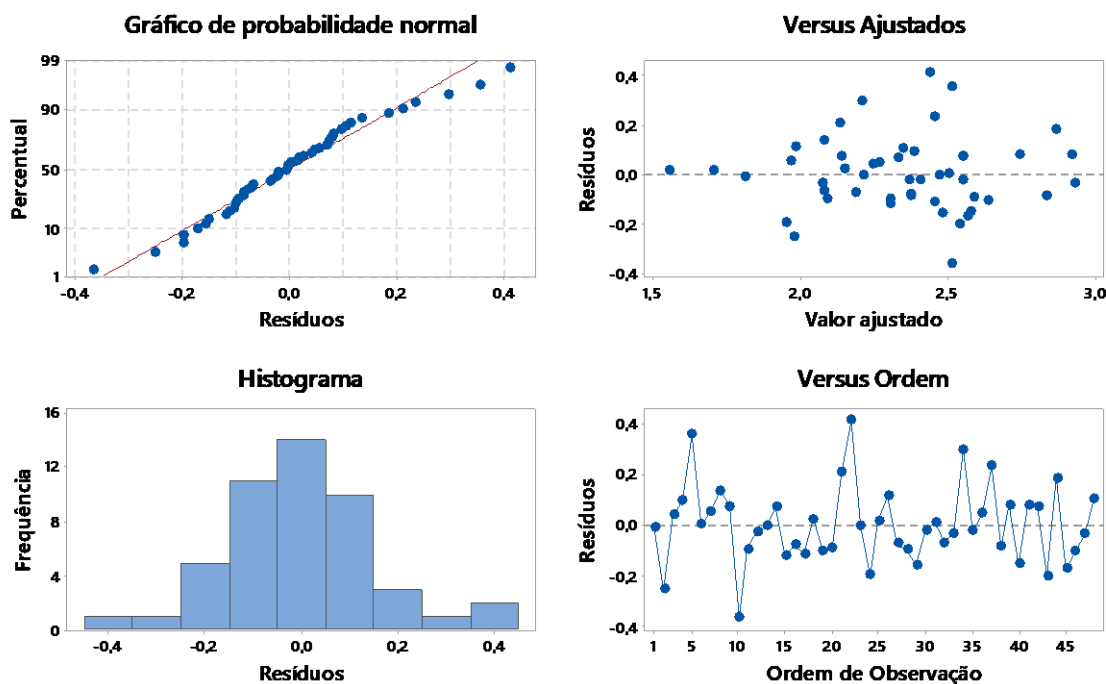 Gráfico de probabilidade normal
99
90
50
10
1
Percentual
-0,4 -0,2 0,0 0,2 0,4
Resíduos
Versus Ajustados
0,4
0,2
0,0
-0,2
-0,4
Resíduos
1,5 2,0 2,5 3,0
Valor ajustado
Histograma
16
12
8
4
0
Frequência
-0,4 -0,2 0,0 0,2 0,4
Resíduos
Versus Ordem
0,4
0,2
0,0
-0,2
-0,4
Resíduos
1 5 10 15 20 25 30 35 40 45
Ordem de Observação